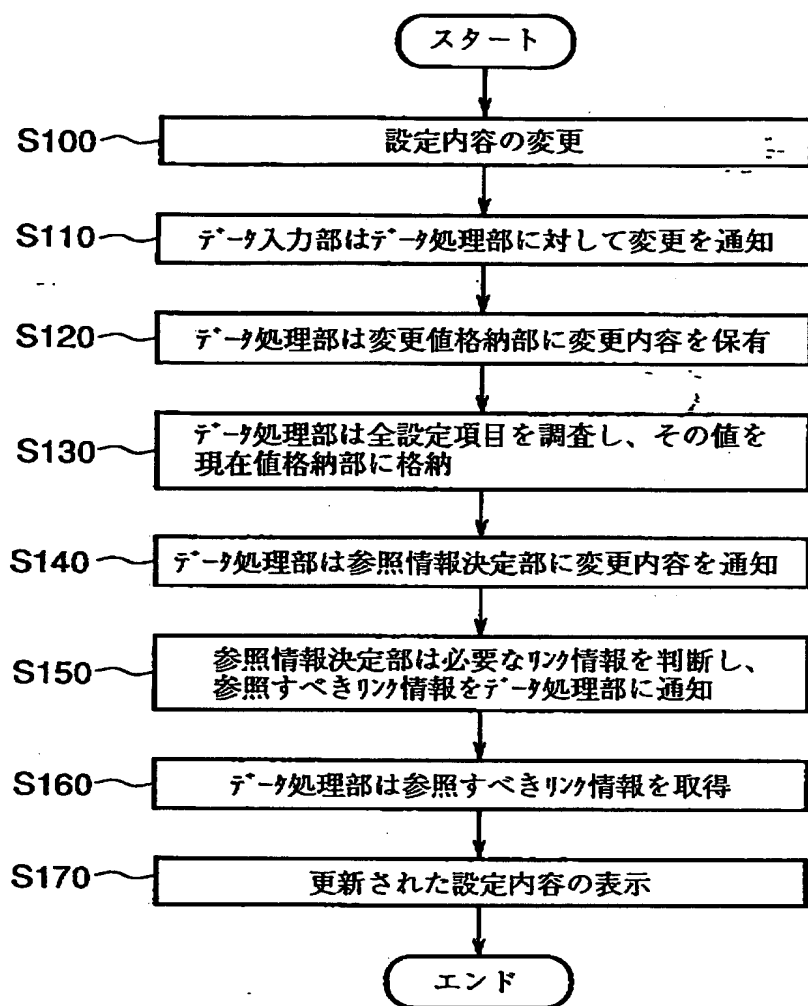 スタート
S100
設定内容の変更
S110
ﾃﾞｰﾀ入力部はﾃﾞｰﾀ処理部に対して変更を通知
S120
ﾃﾞｰﾀ処理部は変更値格納部に変更内容を保有
S130
ﾃﾞｰﾀ処理部は全設定項目を調査し、その値を
現在値格納部に格納
S140
ﾃﾞｰﾀ処理部は参照情報決定部に変更内容を通知
S150
参照情報決定部は必要なﾘﾝｸ情報を判断し、
参照すべきﾘﾝｸ情報をﾃﾞｰﾀ処理部に通知
S160
ﾃﾞｰﾀ処理部は参照すべきﾘﾝｸ情報を取得
S170
更新された設定内容の表示
エンド